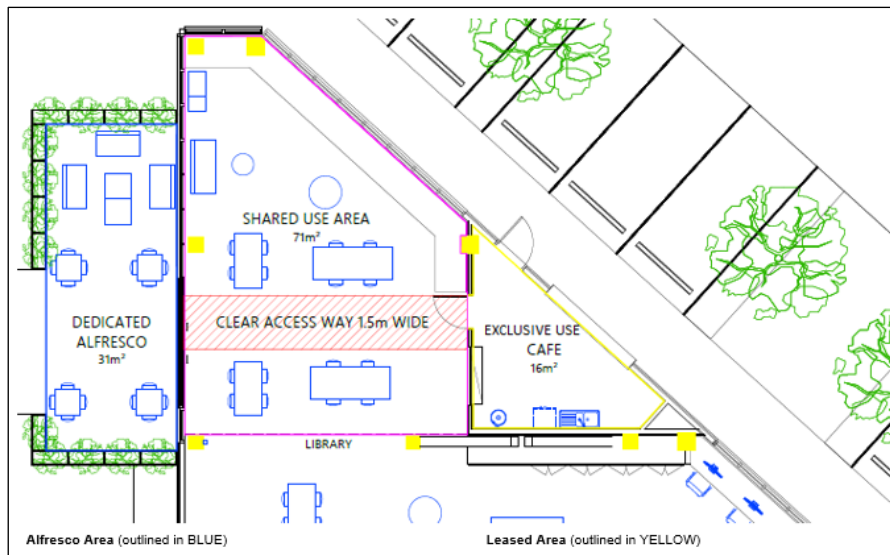 SHARED USE AREA
71m²
CLEAR ACCESS WAY 1.5m WIDE
DEDICATED
ALFRESCO
31m²
EXCLUSIVE USE
CAFE
16m²
LIBRARY
Alfresco Area (outlined in BLUE)
Leased Area (outlined in YELLOW)